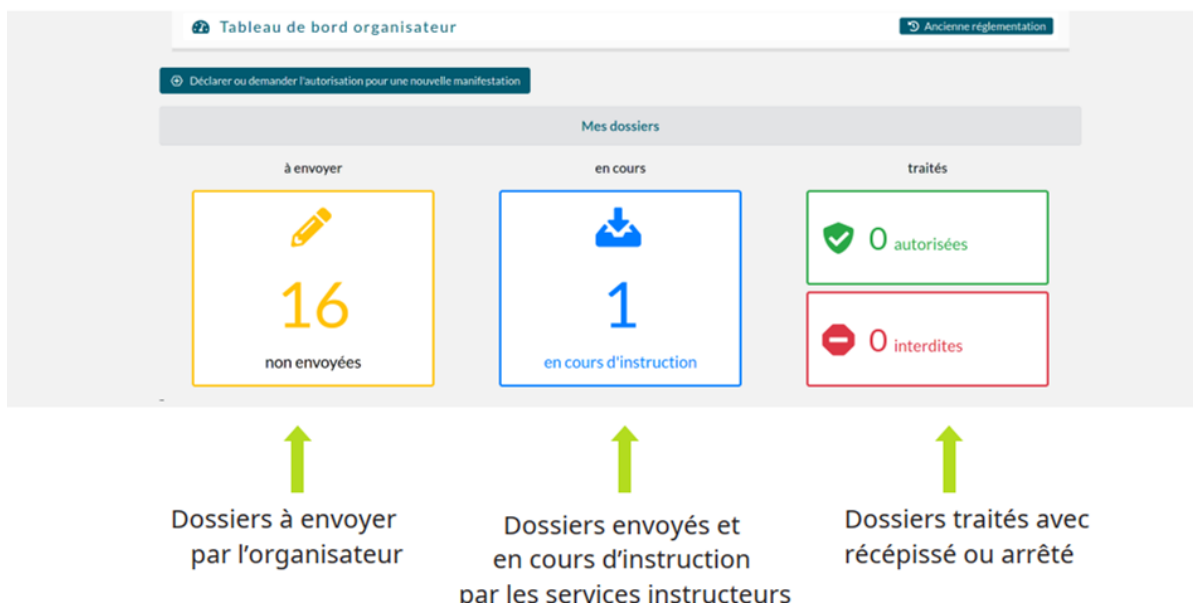 Tableau de bord organisateur
Ancienne réglementation
Déclarer ou demander l'autorisation pour une nouvelle manifestation
Mes dossiers
à envoyer
en cours
traités
16
non envoyées
1
en cours d'instruction
0 autorisées
0 interdites
Dossiers à envoyer
par l’organisateur
Dossiers envoyés et
en cours d’instruction
par les services instructeurs
Dossiers traités avec
récépissé ou arrêté